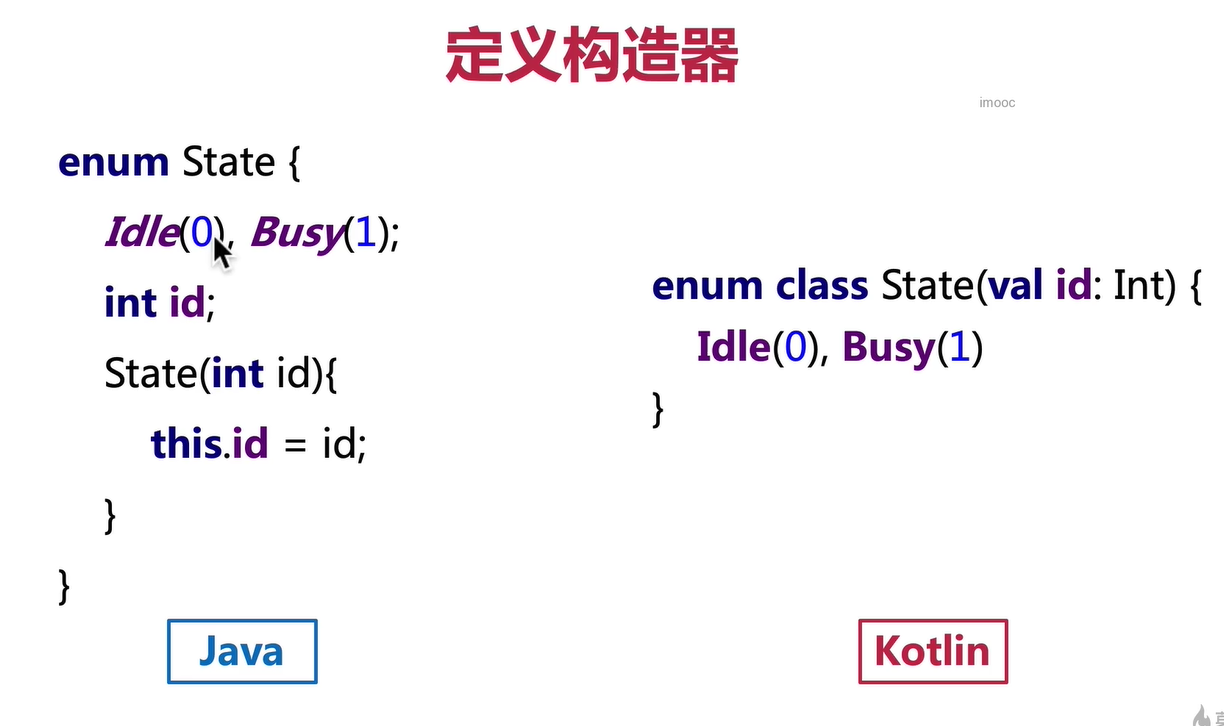 定义构造器
imooc
enum State {
Idle(0), Busy(1);
int id;
State(int id){
this.id = id;
}
}
Java
enum class State(val id: Int) {
Idle(0), Busy(1)
}
Kotlin